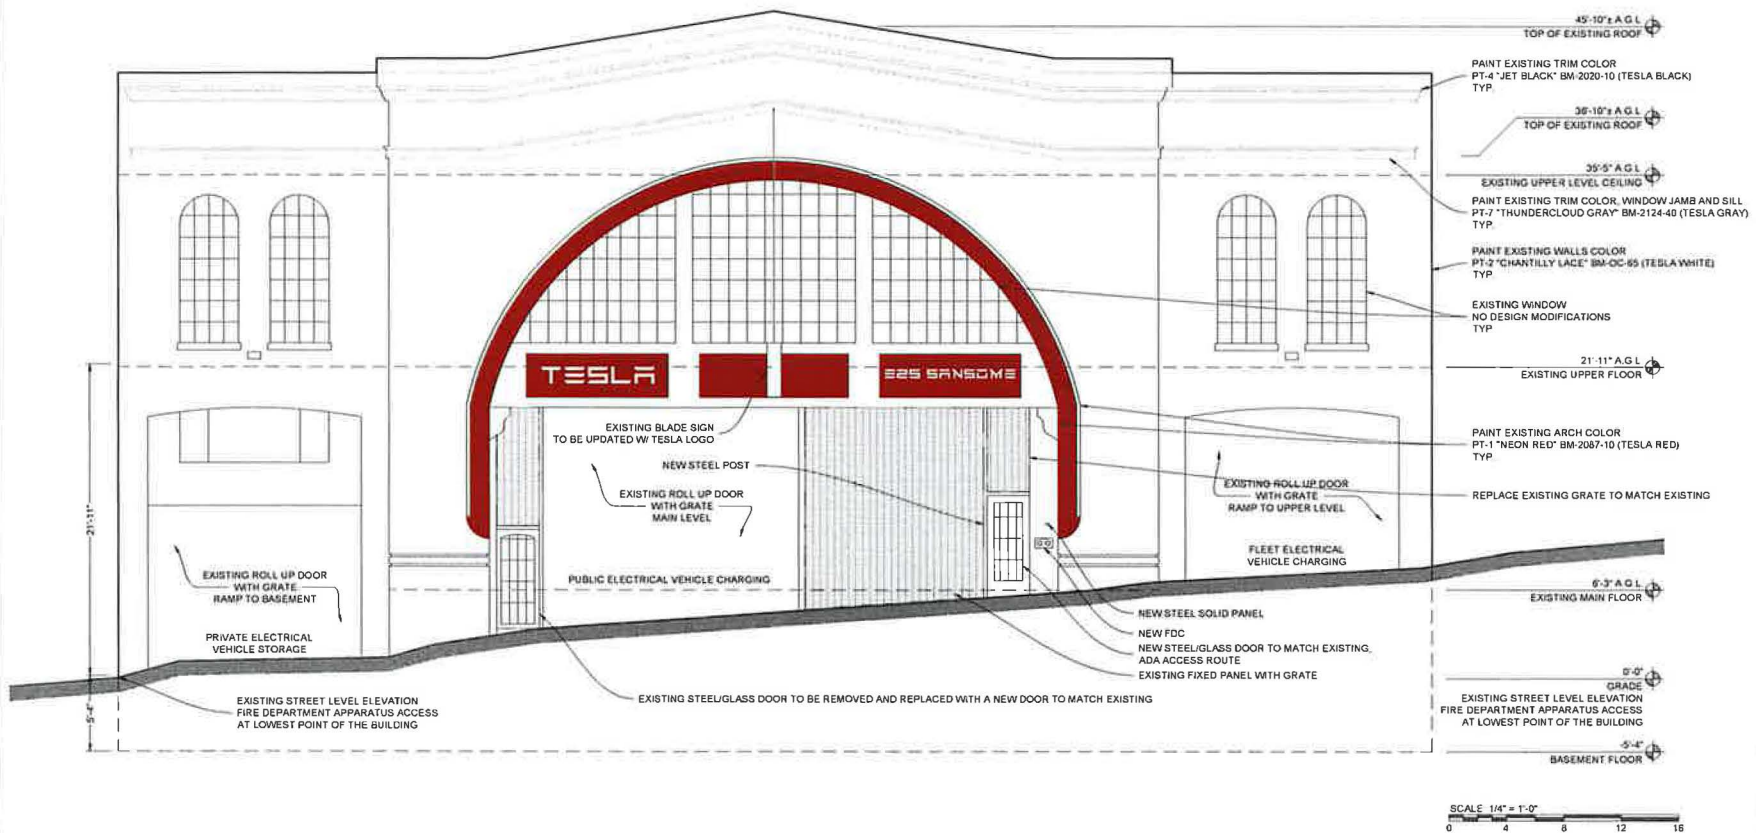 45'-10"± A G L
TOP OF EXISTING ROOF
PAINT EXISTING TRIM COLOR
PT-4 "JET BLACK" BM-2020-10 (TESLA BLACK)
TYP.
36'-10"± A G L
TOP OF EXISTING ROOF
35'-5" A G L
EXISTING UPPER LEVEL CEILING
PAINT EXISTING TRIM COLOR, WINDOW JAMB AND SILL
PT-7 "THUNDERCLOUD GRAY" BM-2124-40 (TESLA GRAY)
TYP.
PAINT EXISTING WALLS COLOR
PT-2 "CHANTILLY LACE" BM-OC-65 (TESLA WHITE)
TYP
EXISTING WINDOW
NO DESIGN MODIFICATIONS
TYP
21'-11" A.G L
EXISTING UPPER FLOOR
TESLA
825 SANSOME
EXISTING BLADE SIGN
TO BE UPDATED W/ TESLA LOGO
PAINT EXISTING ARCH COLOR
PT-1 "NEON RED" BM-2087-10 (TESLA RED)
TYP.
NEW STEEL POST
EXISTING ROLL UP DOOR
WITH GRATE
MAIN LEVEL
EXISTING ROLL UP DOOR
WITH GRATE
RAMP TO UPPER LEVEL
REPLACE EXISTING GRATE TO MATCH EXISTING
21'-11"
FLEET ELECTRICAL
VEHICLE CHARGING
EXISTING ROLL UP DOOR
WITH GRATE
RAMP TO BASEMENT
PUBLIC ELECTRICAL VEHICLE CHARGING
6'-3" A G L
EXISTING MAIN FLOOR
NEW STEEL SOLID PANEL
NEW FDC
NEW STEEL/GLASS DOOR TO MATCH EXISTING,
ADA ACCESS ROUTE
EXISTING FIXED PANEL WITH GRATE
PRIVATE ELECTRICAL
VEHICLE STORAGE
EXISTING STREET LEVEL ELEVATION
FIRE DEPARTMENT APPARATUS ACCESS
AT LOWEST POINT OF THE BUILDING
EXISTING STEEL/GLASS DOOR TO BE REMOVED AND REPLACED WITH A NEW DOOR TO MATCH EXISTING
0'-0"
GRADE
EXISTING STREET LEVEL ELEVATION
FIRE DEPARTMENT APPARATUS ACCESS
AT LOWEST POINT OF THE BUILDING
5'-4"
-5'-4"
BASEMENT FLOOR
SCALE 1/4" = 1'-0"
0 4 8 12 16